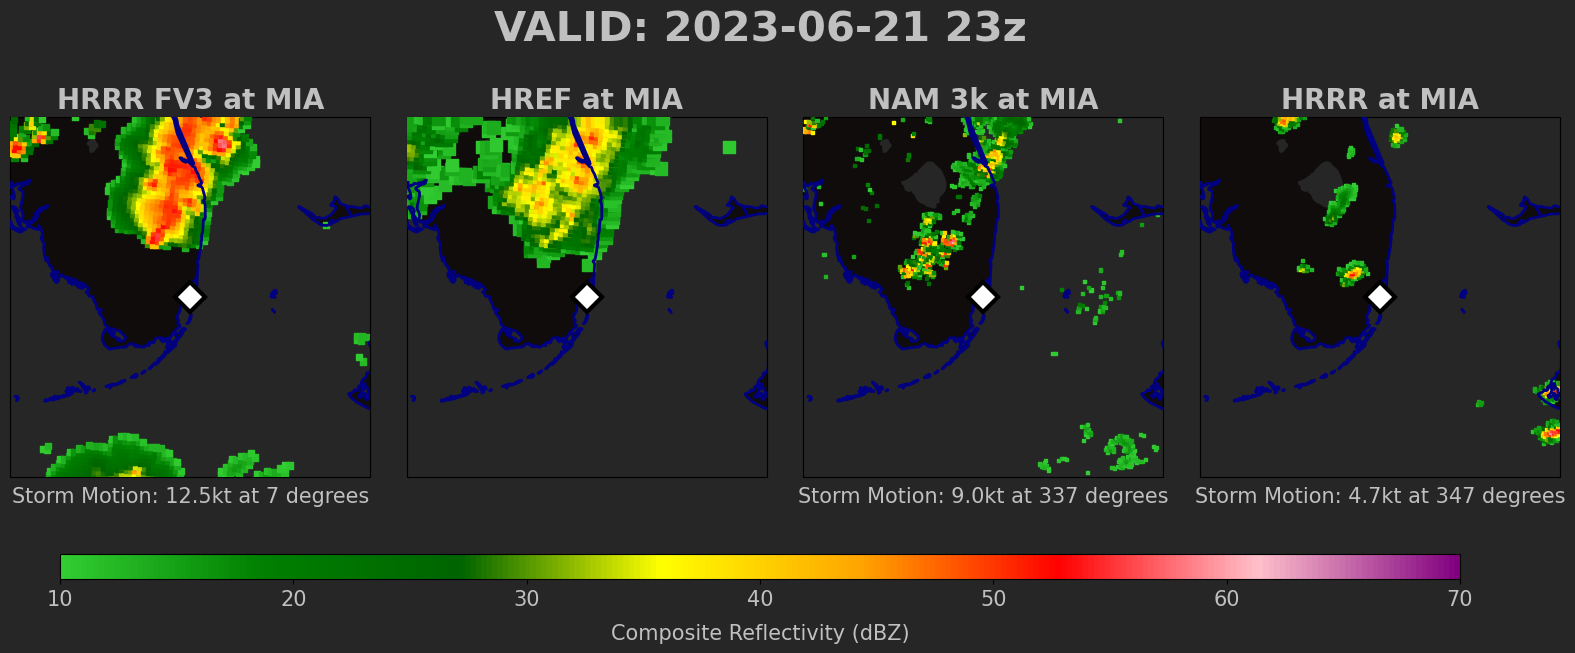 VALID: 2023-06-21 23z
HRRR FV3 at MIA
HREF at MIA
NAM 3k at MIA
HRRR at MIA
Storm Motion: 12.5kt at 7 degrees
Storm Motion: 9.0kt at 337 degrees
Storm Motion: 4.7kt at 347 degrees
10 20 30 40 50 60 70
Composite Reflectivity (dBZ)